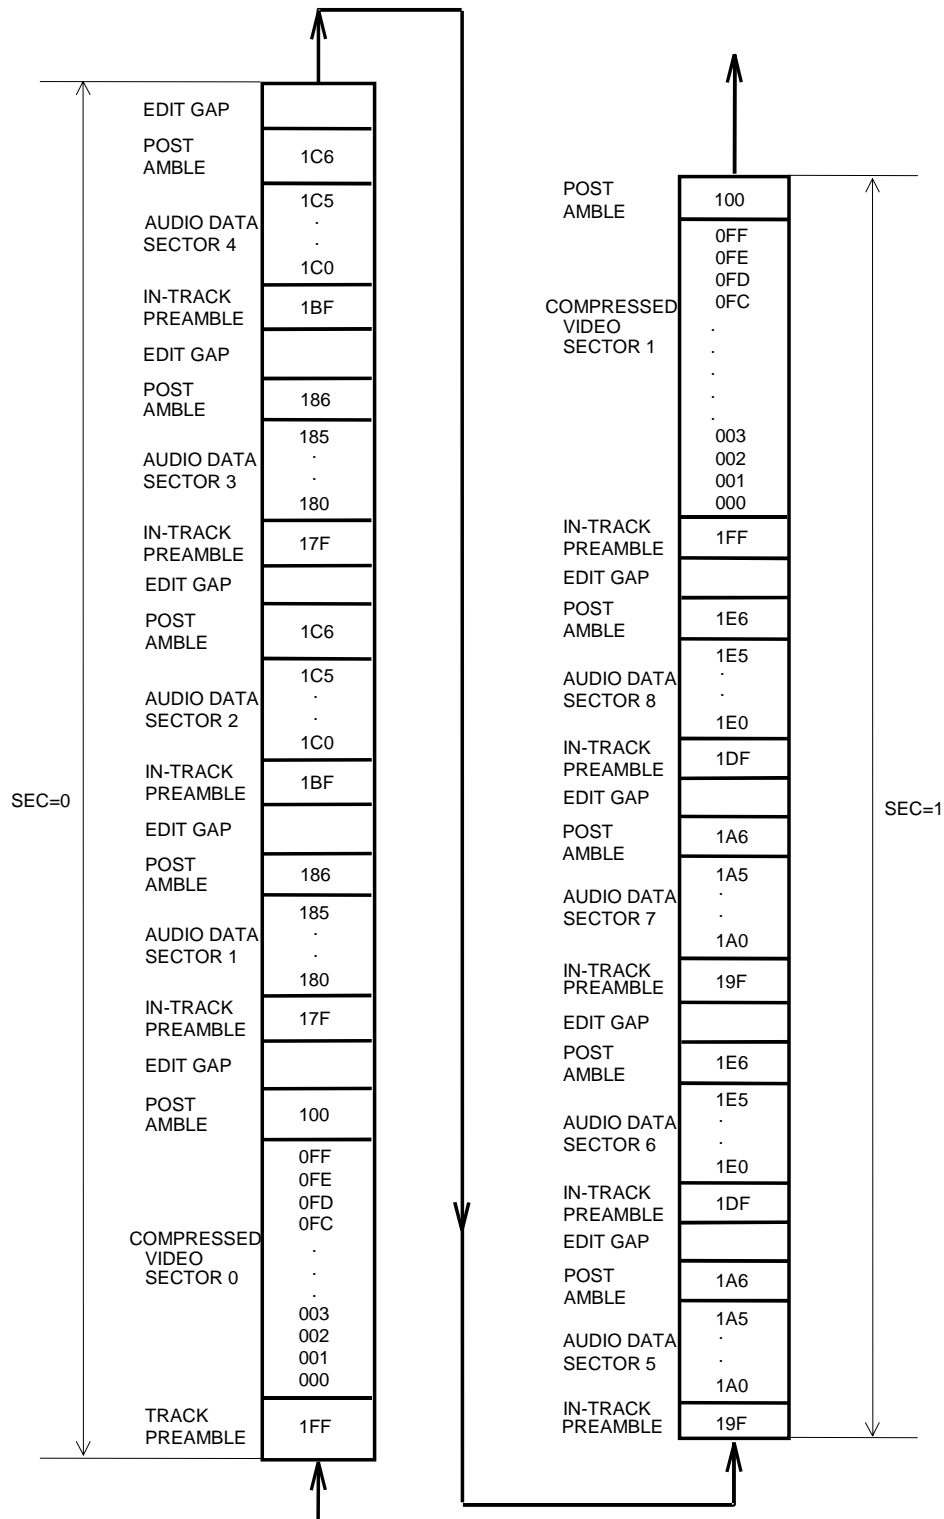 EDIT GAP
POST
AMBLE
1C6
1C5
.
.
1C0
AUDIO DATA
SECTOR 4
IN-TRACK
PREAMBLE
1BF
EDIT GAP
POST
AMBLE
186
185
.
.
180
AUDIO DATA
SECTOR 3
IN-TRACK
PREAMBLE
17F
EDIT GAP
POST
AMBLE
1C6
1C5
.
.
1C0
AUDIO DATA
SECTOR 2
IN-TRACK
PREAMBLE
1BF
SEC=0
EDIT GAP
POST
AMBLE
186
185
.
.
180
AUDIO DATA
SECTOR 1
IN-TRACK
PREAMBLE
17F
EDIT GAP
POST
AMBLE
100
0FF
0FE
0FD
0FC
.
.
.
003
002
001
000
COMPRESSED
VIDEO
SECTOR 0
TRACK
PREAMBLE
1FF
POST
AMBLE
100
0FF
0FE
0FD
0FC
.
.
.
.
.
003
002
001
000
COMPRESSED
VIDEO
SECTOR 1
IN-TRACK
PREAMBLE
1FF
EDIT GAP
POST
AMBLE
1E6
1E5
.
.
1E0
AUDIO DATA
SECTOR 8
IN-TRACK
PREAMBLE
1DF
EDIT GAP
SEC=1
POST
AMBLE
1A6
1A5
.
.
1A0
AUDIO DATA
SECTOR 7
IN-TRACK
PREAMBLE
19F
EDIT GAP
POST
AMBLE
1E6
1E5
.
.
1E0
AUDIO DATA
SECTOR 6
IN-TRACK
PREAMBLE
1DF
EDIT GAP
POST
AMBLE
1A6
1A5
.
.
1A0
AUDIO DATA
SECTOR 5
IN-TRACK
PREAMBLE
19F